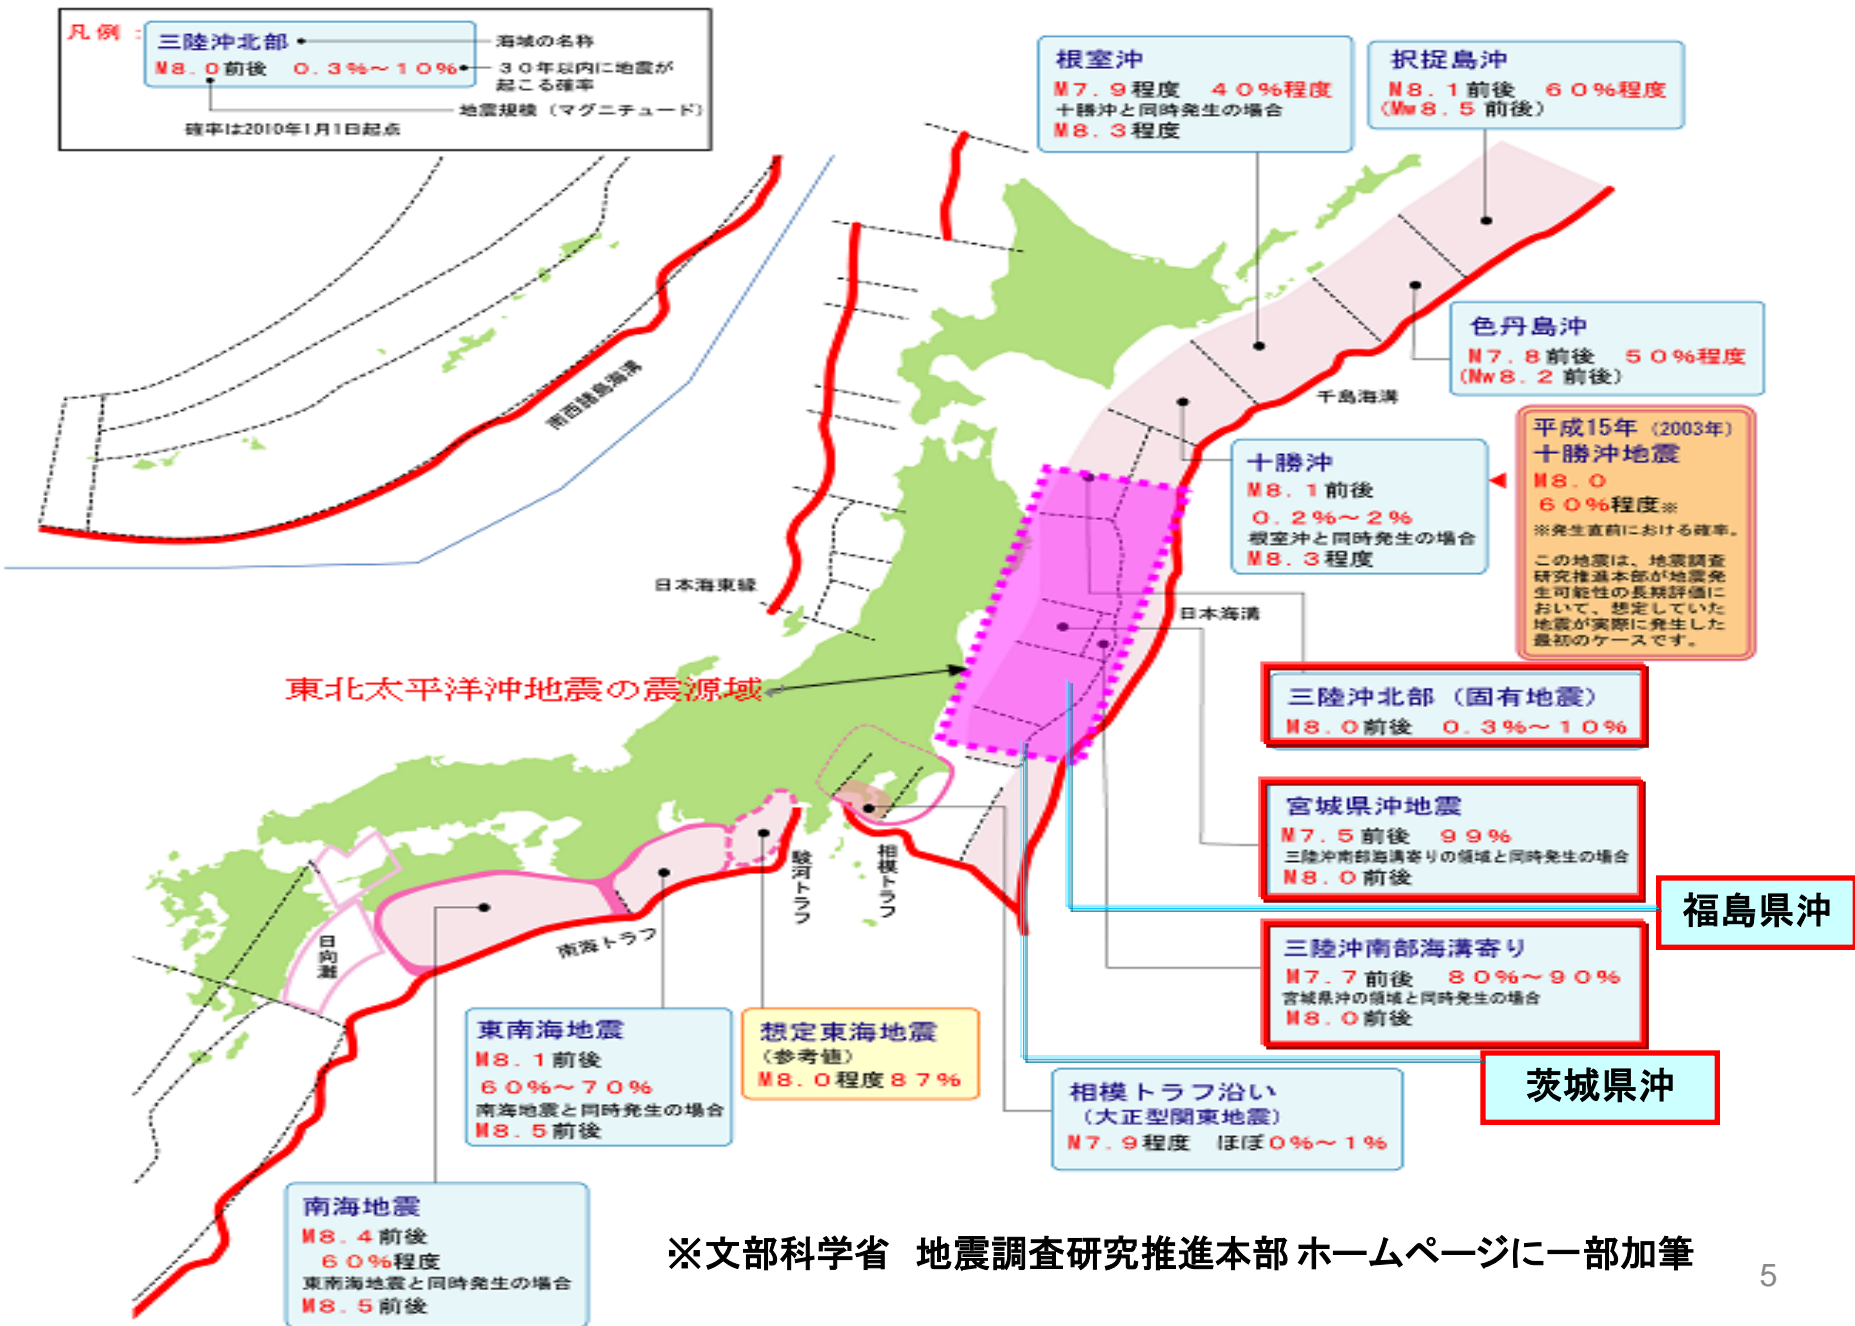 凡例：
三陸沖北部
海域の名称
M8.0前後　0.3%～10%
30年以内に地震が
起こる確率
地震規模（マグニチュード）
確率は2010年1月1日起点
根室沖
M7.9程度　40%程度
十勝沖と同時発生の場合
M8.3程度
択捉島沖
M8.1前後　60%程度
(Mw8.5前後)
色丹島沖
M7.8前後　50%程度
(Mw8.2前後)
南西諸島海溝
千島海溝
十勝沖
M8.1前後
0.2%～2%
根室沖と同時発生の場合
M8.3程度
平成15年（2003年）
十勝沖地震
M8.0
60%程度※
※発生直前における確率。
この地震は、地震調査
研究推進本部が地震発
生可能性の長期評価に
おいて、想定していた
地震が実際に発生した
最初のケースです。
日本海東縁
日本海溝
東北太平洋沖地震の震源域
三陸沖北部（固有地震）
M8.0前後　0.3%～10%
宮城県沖地震
M7.5前後　99%
三陸沖南部海溝寄りの領域と同時発生の場合
M8.0前後
福島県沖
三陸沖南部海溝寄り
M7.7前後　80%～90%
宮城県沖の領域と同時発生の場合
M8.0前後
茨城県沖
駿河トラフ
相模トラフ
南海トラフ
日向灘
東南海地震
M8.1前後
60%～70%
南海地震と同時発生の場合
M8.5前後
想定東海地震
（参考値）
M8.0程度87%
相模トラフ沿い
（大正型関東地震）
M7.9程度　ほぼ0%～1%
南海地震
M8.4前後
60%程度
東南海地震と同時発生の場合
M8.5前後
※文部科学省　地震調査研究推進本部 ホームページに一部加筆
5